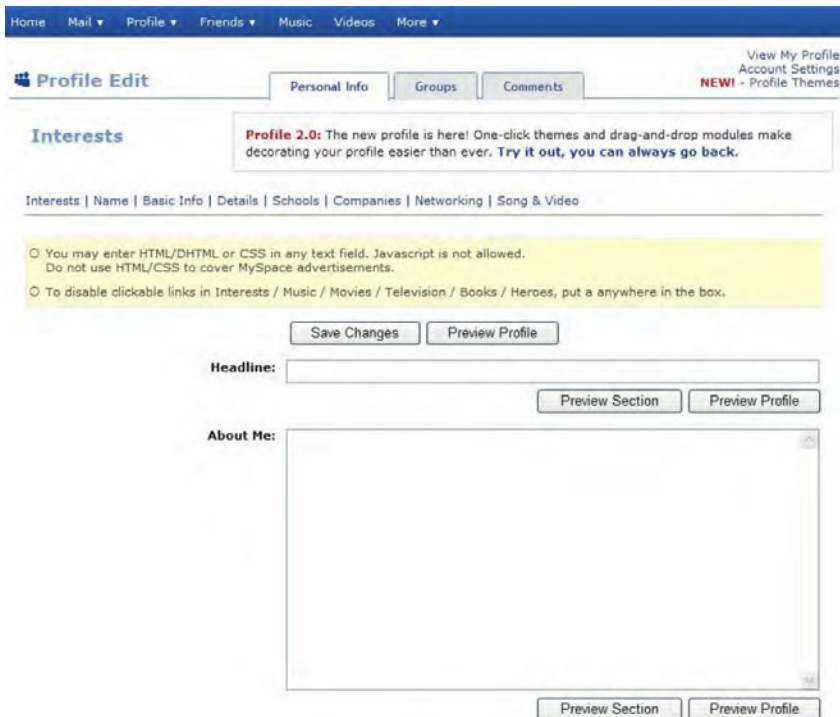 Home Mail ▾ Profile ▾ Friends ▾ Music Videos More ▾
View My Profile
Account Settings
NEW! - Profile Themes
Profile Edit
Personal Info Groups Comments
Interests
Profile 2.0: The new profile is here! One-click themes and drag-and-drop modules make
decorating your profile easier than ever. Try it out, you can always go back.
Interests | Name | Basic Info | Details | Schools | Companies | Networking | Song & Video
You may enter HTML/DHTML or CSS in any text field. Javascript is not allowed.
Do not use HTML/CSS to cover MySpace advertisements.
To disable clickable links in Interests / Music / Movies / Television / Books / Heroes, put a anywhere in the box.
Save Changes Preview Profile
Headline:
Preview Section Preview Profile
About Me:
Preview Section Preview Profile